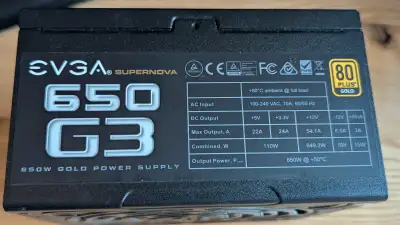 EVGA® SUPERNOVA
650
G3
650W GOLD POWER SUPPLY
+50°C ambient @ full load
AC Input 100-240 VAC, 10A, 50/60 Hz
DC Output +5V +3.3V +12V -12V
Max Output, A 22A 24A 54.1A 0.5A 3A
Combined, W 110W 649.2W 15W
Output Power, P 650W @ +50°C
80
PLUS
GOLD